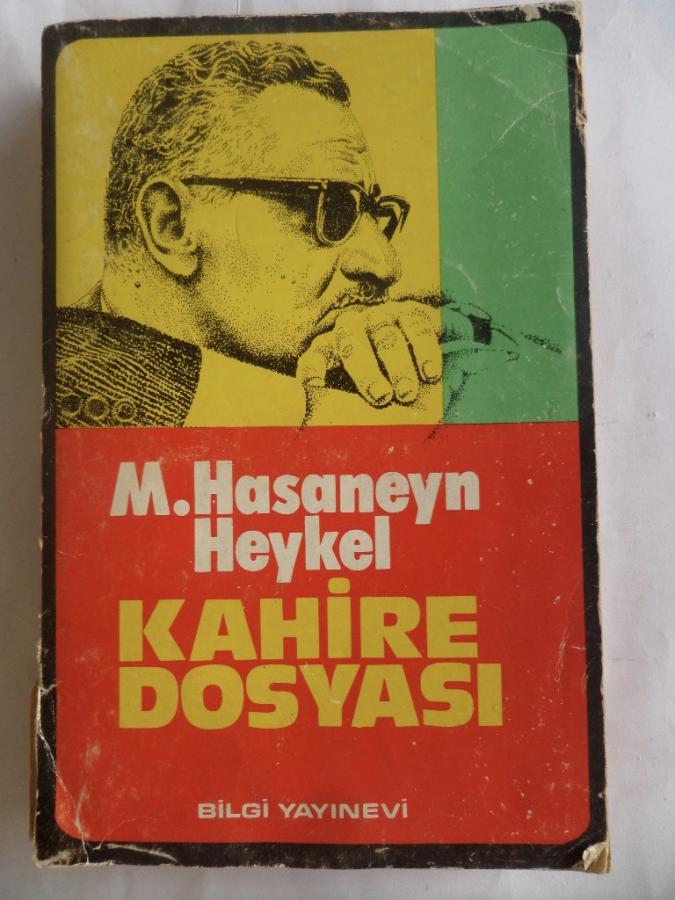 M.Hasaneyn
Heykel
KAHİRE
DOSYASI
BİLGİ YAYINEVİ